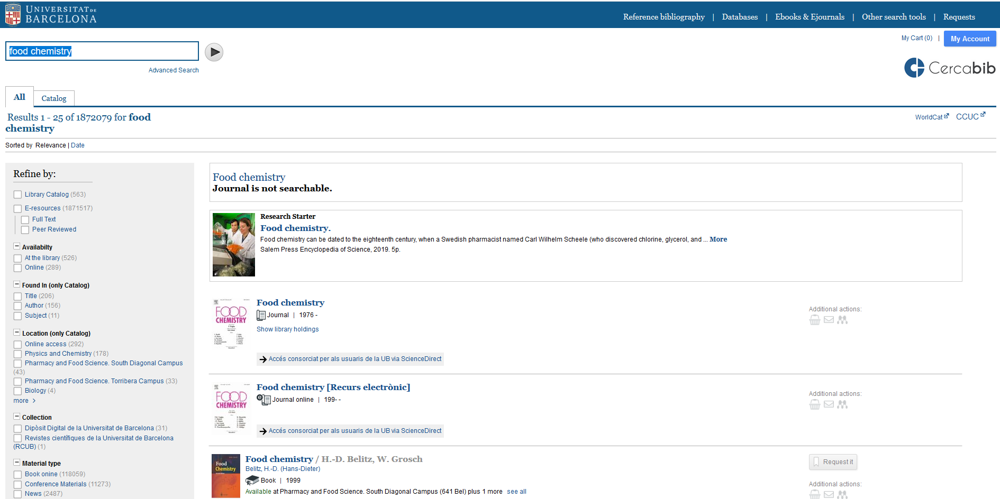 UNIVERSITAT DE
BARCELONA
Reference bibliography | Databases | Ebooks & Ejournals | Other search tools | Requests
My Cart (0) | My Account
food chemistry
Advanced Search
Cercabib
All
Catalog
Results 1 - 25 of 1872079 for food
chemistry
WorldCat CCUC
Sorted by Relevance | Date
Refine by:
Library Catalog (563)
E-resources (1871517)
Full Text
Peer Reviewed
Availabilty
At the library (526)
Online (289)
Found In (only Catalog)
Title (206)
Author (156)
Subject (11)
Location (only Catalog)
Online access (292)
Physics and Chemistry (178)
Pharmacy and Food Science. South Diagonal Campus
(43)
Pharmacy and Food Science. Torribera Campus (33)
Biology (4)
more >
Collection
Dipòsit Digital de la Universitat de Barcelona (31)
Revistes científiques de la Universitat de Barcelona
(RCUB) (1)
Material type
Book onine (118059)
Conference Materials (11273)
News (2487)
Food chemistry
Journal is not searchable.
Research Starter
Food chemistry.
Food chemistry can be dated to the eighteenth century, when a Swedish pharmacist named Carl Wilhelm Scheele (who discovered chlorine, glycerol, and ... More
Salem Press Encyclopedia of Science, 2019. 5p.
FOOD
CHEMISTRY
Food chemistry
Journal | 1976 -
Show library holdings
Accés consorciat per als usuaris de la UB via ScienceDirect
Additional actions:
FOOD
CHEMISTRY
Food chemistry [Recurs electrònic]
Journal online | 199- -
Accés consorciat per als usuaris de la UB via ScienceDirect
Additional actions:
Food
Chemistry
Food chemistry / H.-D. Belitz, W. Grosch
Belitz, H.-D. (Hans-Dieter)
Book | 1999
Available at Pharmacy and Food Science. South Diagonal Campus (641 Bel) plus 1 more see all
Request it
Additional actions: